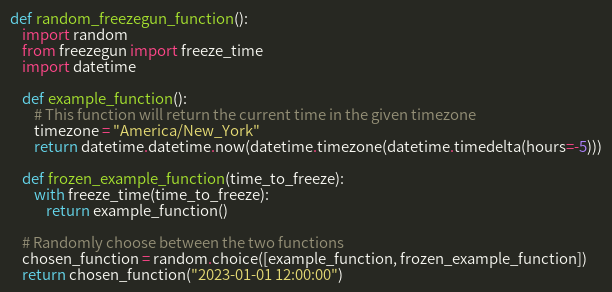 def random_freezegun_function():
    import random
    from freezegun import freeze_time
    import datetime

    def example_function():
        # This function will return the current time in the given timezone
        timezone = "America/New_York"
        return datetime.datetime.now(datetime.timezone(datetime.timedelta(hours=-5)))

    def frozen_example_function(time_to_freeze):
        with freeze_time(time_to_freeze):
            return example_function()

    # Randomly choose between the two functions
    chosen_function = random.choice([example_function, frozen_example_function])
    return chosen_function("2023-01-01 12:00:00")